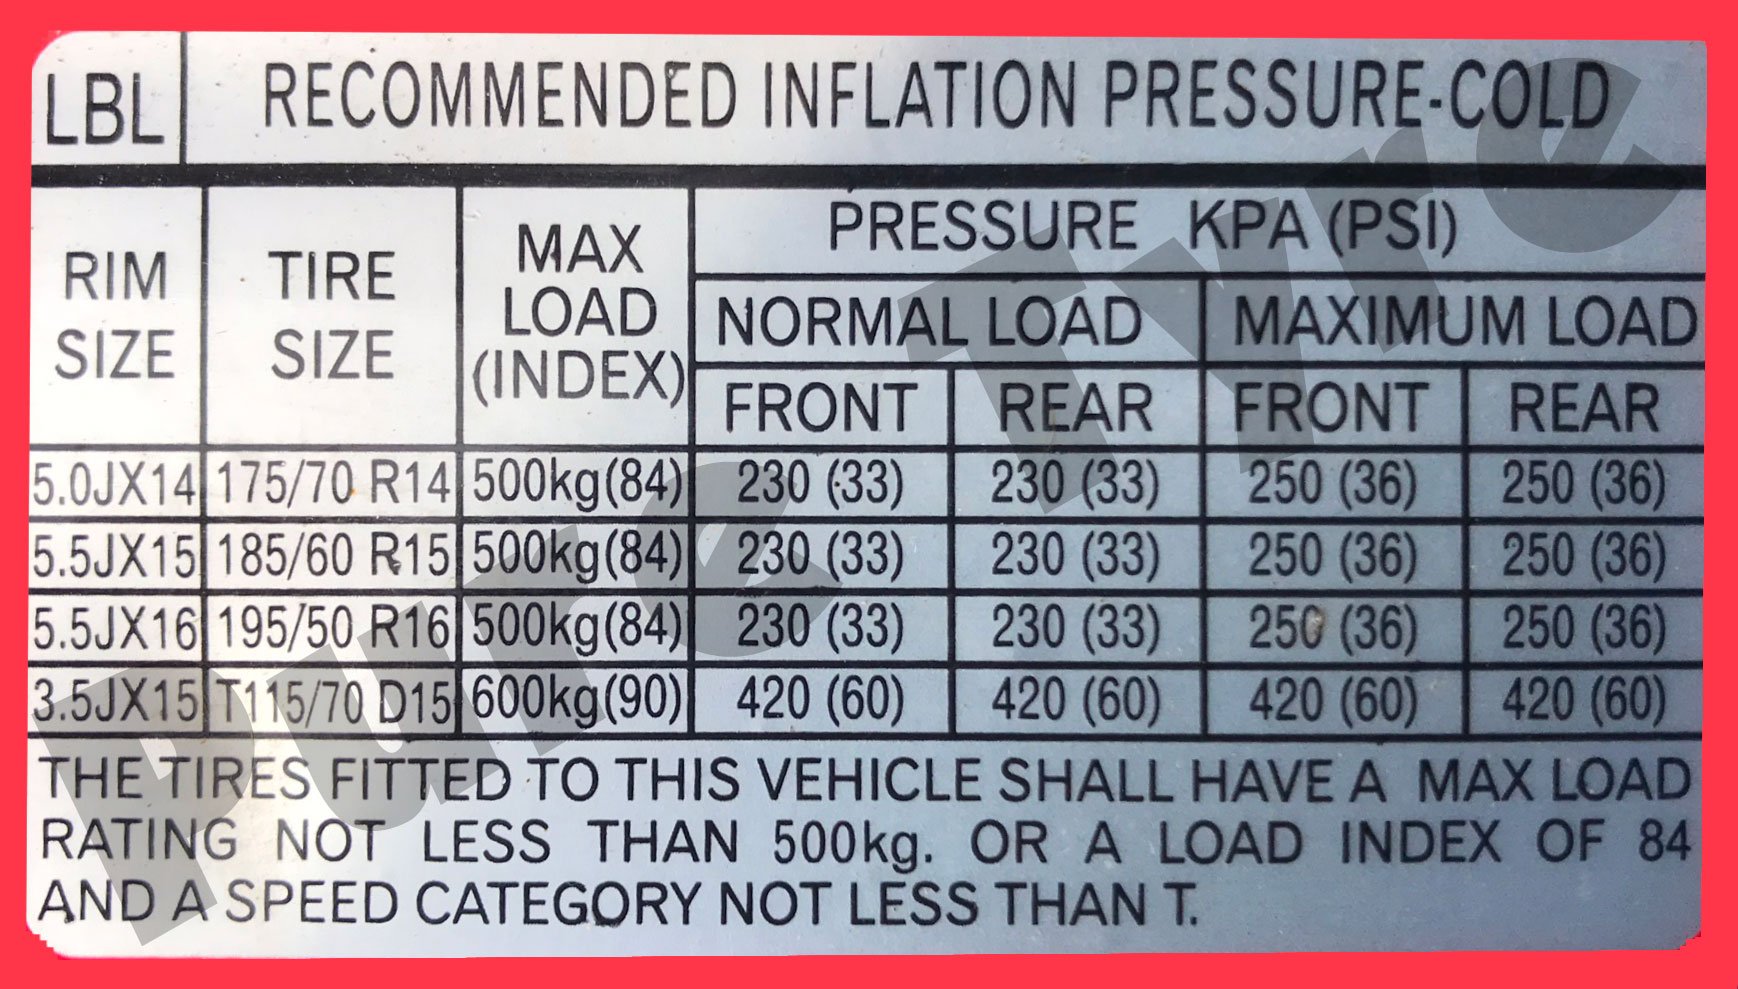 LBL RECOMMENDED INFLATION PRESSURE-COLD
RIM SIZE TIRE SIZE MAX LOAD (INDEX) PRESSURE KPA (PSI)
NORMAL LOAD MAXIMUM LOAD
FRONT REAR FRONT REAR
5.0JX14 175/70 R14 500kg(84) 230 (33) 230 (33) 250 (36) 250 (36)
5.5JX15 185/60 R15 500kg(84) 230 (33) 230 (33) 250 (36) 250 (36)
5.5JX16 195/50 R16 500kg(84) 230 (33) 230 (33) 250 (36) 250 (36)
3.5JX15 T115/70 D15 600kg(90) 420 (60) 420 (60) 420 (60) 420 (60)
THE TIRES FITTED TO THIS VEHICLE SHALL HAVE A MAX LOAD
RATING NOT LESS THAN 500kg. OR A LOAD INDEX OF 84
AND A SPEED CATEGORY NOT LESS THAN T.
Pure Tyre